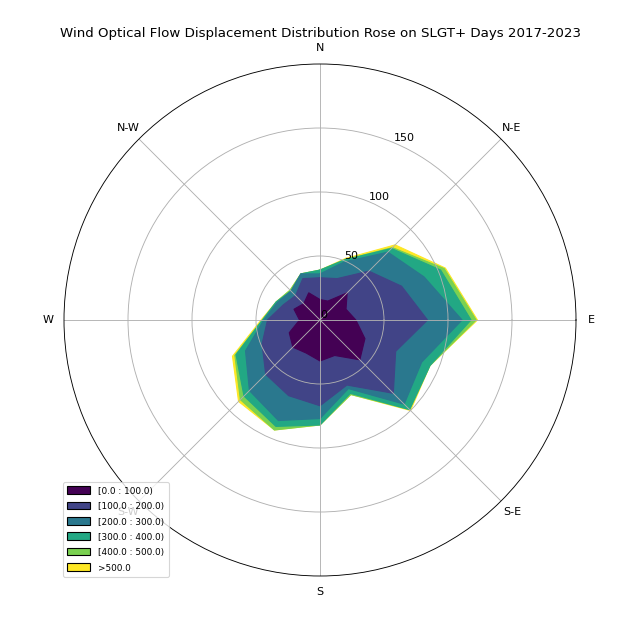 Wind Optical Flow Displacement Distribution Rose on SLGT+ Days 2017-2023
N
N-W
N-E
150
100
50
0
W
E
S-W
S-E
[0.0 : 100.0)
[100.0 : 200.0)
[200.0 : 300.0)
[300.0 : 400.0)
[400.0 : 500.0)
>500.0
S